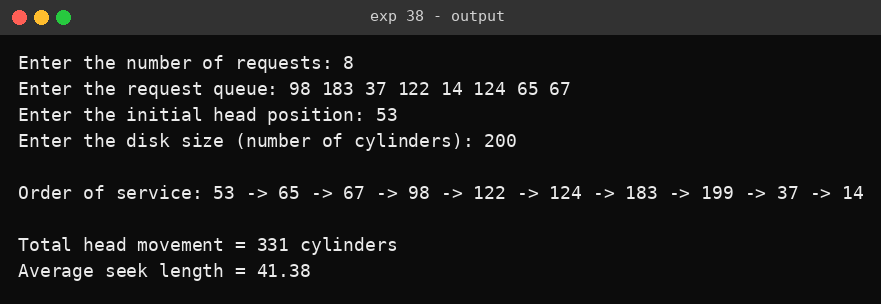 exp 38 - output
Enter the number of requests: 8
Enter the request queue: 98 183 37 122 14 124 65 67
Enter the initial head position: 53
Enter the disk size (number of cylinders): 200
Order of service: 53 -> 65 -> 67 -> 98 -> 122 -> 124 -> 183 -> 199 -> 37 -> 14
Total head movement = 331 cylinders
Average seek length = 41.38